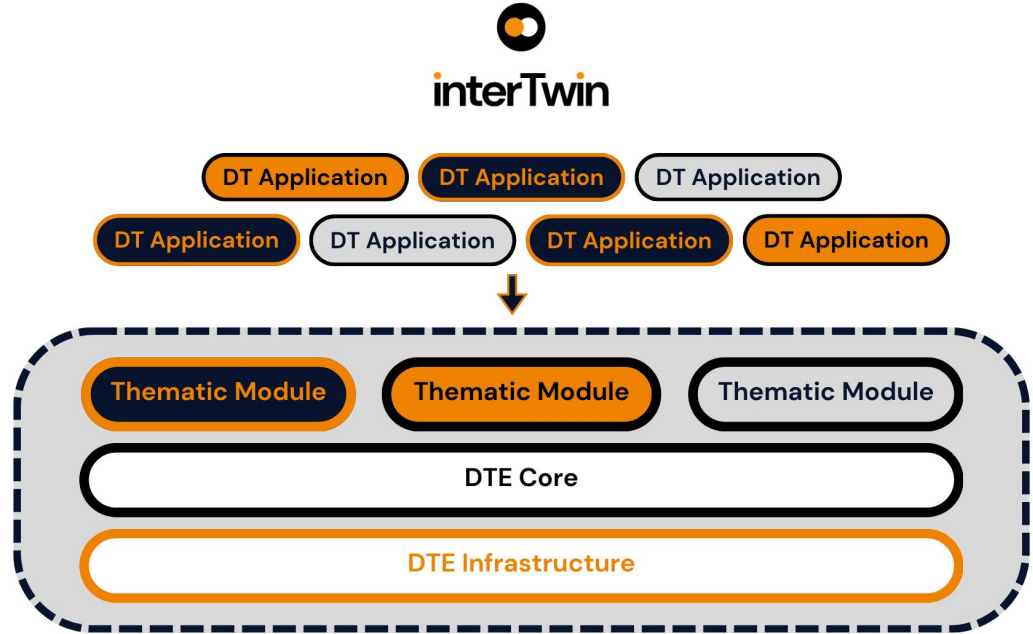 interTwin
DT Application DT Application DT Application
DT Application DT Application DT Application DT Application
Thematic Module Thematic Module Thematic Module
DTE Core
DTE Infrastructure